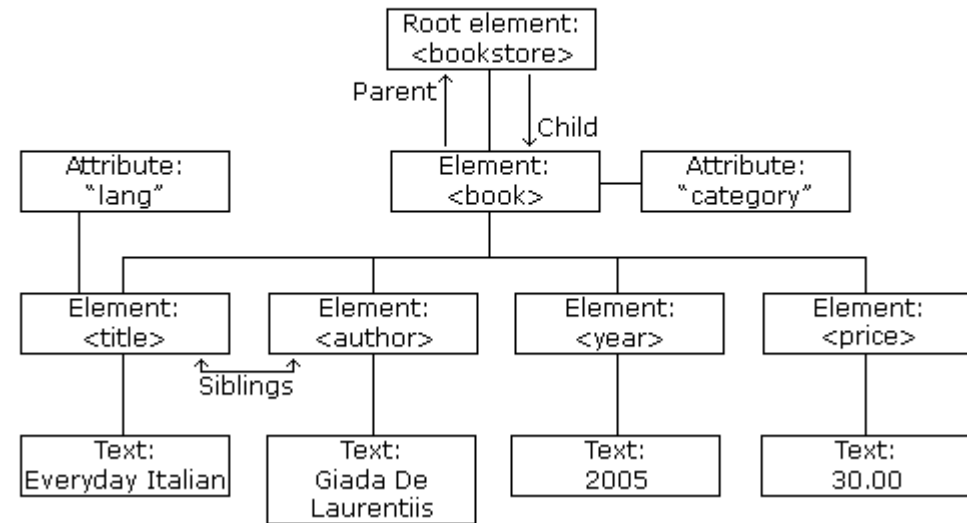 Root element:
<bookstore>
Parent
Child
Attribute:
“lang”
Element:
<book>
Attribute:
“category”
Element:
<title>
Element:
<author>
Element:
<year>
Element:
<price>
Siblings
Text:
Everyday Italian
Text:
Giada De
Laurentiis
Text:
2005
Text:
30.00